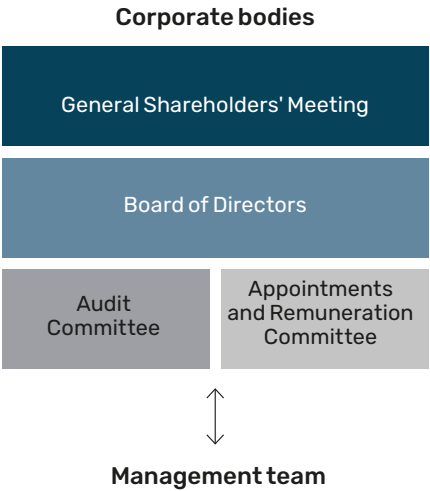 Corporate bodies
General Shareholders' Meeting
Board of Directors
Audit
Committee
Appointments
and Remuneration
Committee
Management team